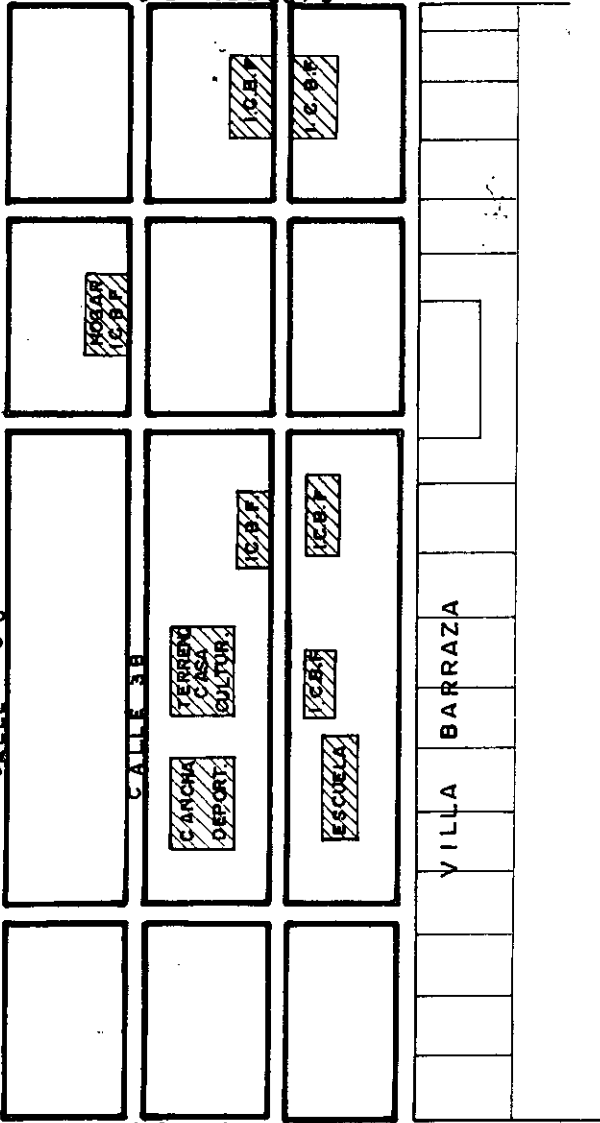 I.C.B.F
I.C.B.F
HOGAR
I.C.B.F
I.C.B.F.
I.C.B.F
TERRENO
CASA
CULTUR.
I.C.B.F
CANCHA
DEPORT.
ESCUELA
CALLE 3B
VILLA BARRAZA